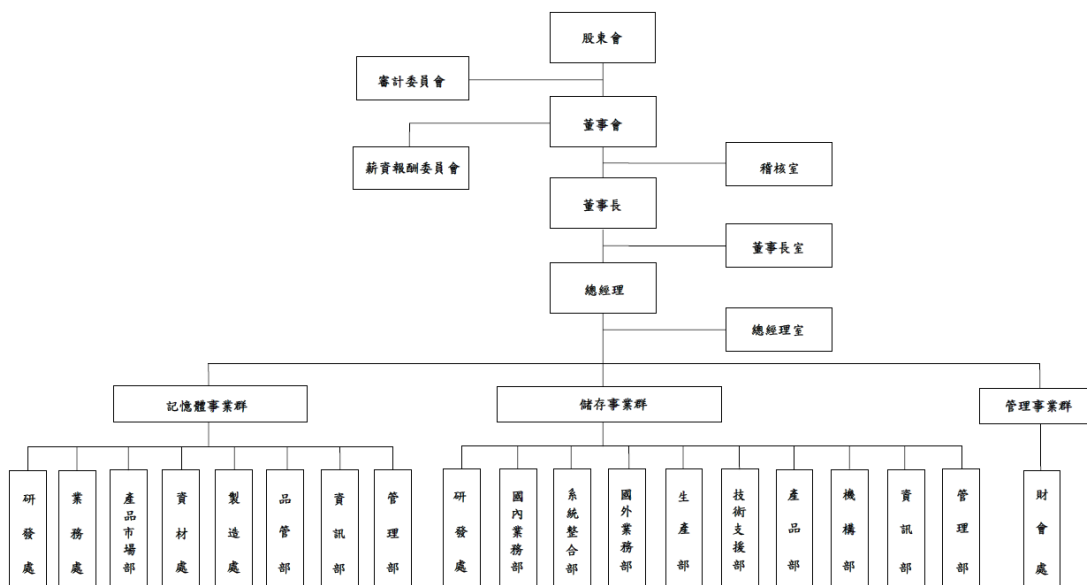 股東會
審計委員會
董事會
薪資報酬委員會
稽核室
董事長
董事長室
總經理
總經理室
記憶體事業群
儲存事業群
管理事業群
研發處
業務處
產品市場部
資材處
製造處
品管部
資訊部
管理部
研發處
國內業務部
系統整合部
國外業務部
生產部
技術支援部
產品部
機構部
資訊部
管理部
財會處